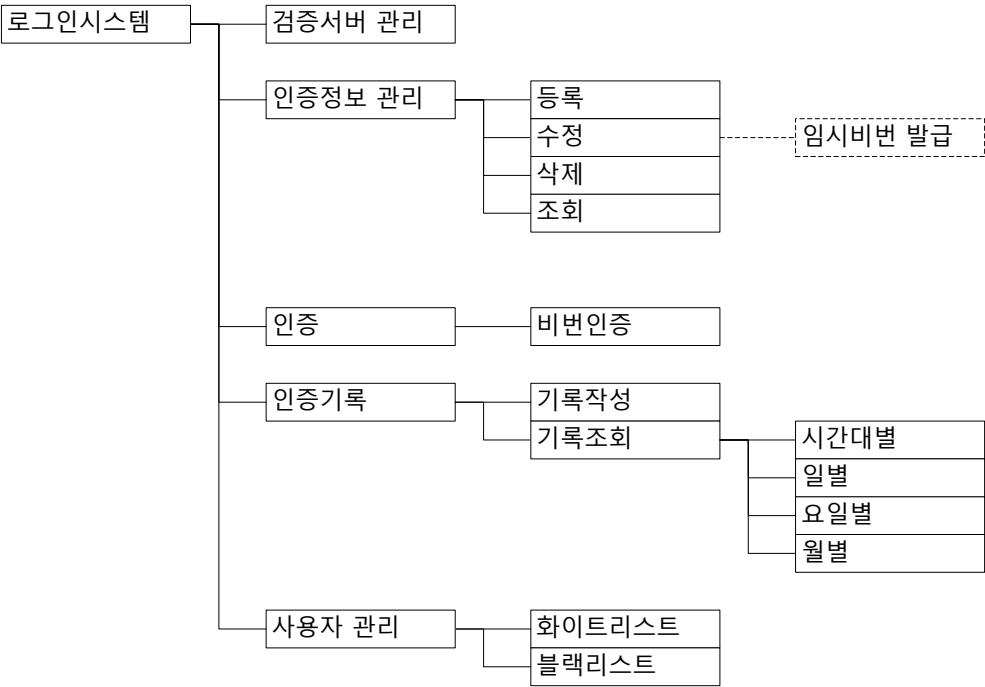 로그인시스템
검증서버 관리
인증정보 관리
등록
수정
임시비번 발급
삭제
조회
인증
비번인증
인증기록
기록작성
기록조회
시간대별
일별
요일별
월별
사용자 관리
화이트리스트
블랙리스트